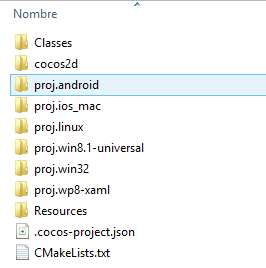 Nombre
Classes
cocos2d
proj.android
proj.ios_mac
proj.linux
proj.win8.1-universal
proj.win32
proj.wp8-xaml
Resources
.cocos-project.json
CMakeLists.txt